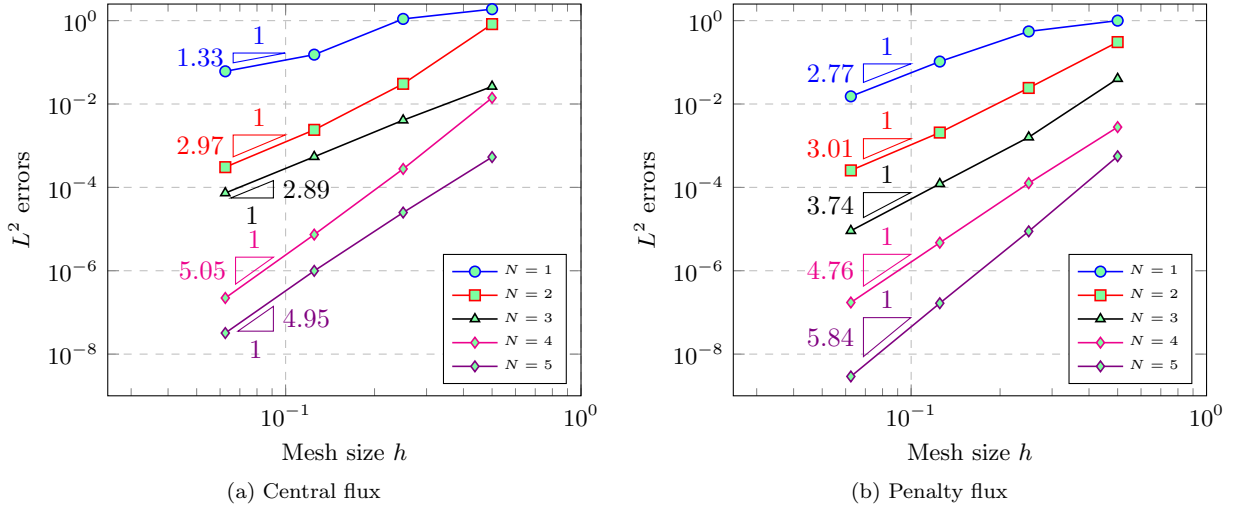 10^0
10^{-2}
10^{-4}
10^{-6}
10^{-8}
L^2 errors
1
1.33
1
2.97
2.89
1
1
5.05
4.95
1
N = 1
N = 2
N = 3
N = 4
N = 5
10^{-1}
10^0
Mesh size h
(a) Central flux
10^0
10^{-2}
10^{-4}
10^{-6}
10^{-8}
L^2 errors
1
2.77
1
3.01
1
3.74
1
4.76
1
5.84
N = 1
N = 2
N = 3
N = 4
N = 5
10^{-1}
10^0
Mesh size h
(b) Penalty flux